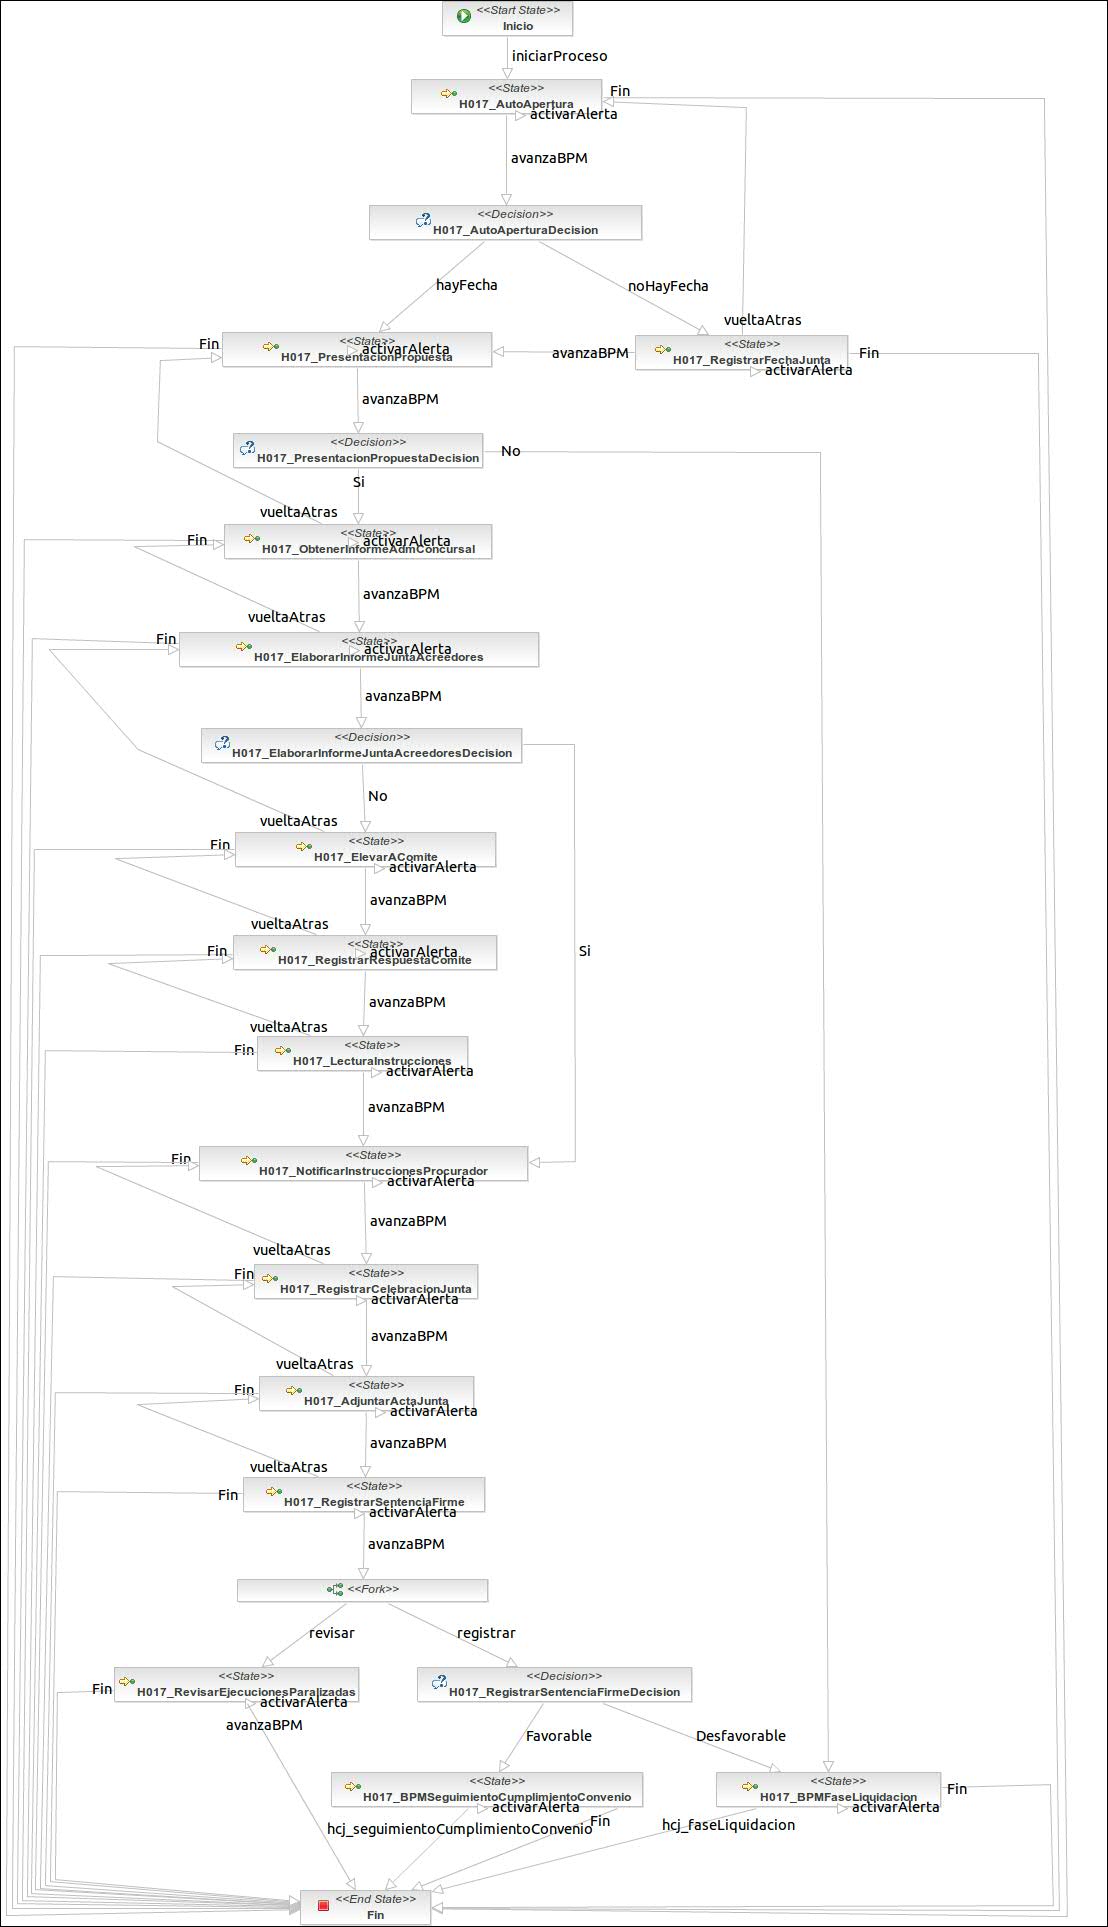 <<Start State>>
Inicio
iniciarProceso
<<State>>
H017_AutoApertura
Fin
activarAlerta
avanzaBPM
<<Decision>>
H017_AutoAperturaDecision
hayFecha
noHayFecha
vueltaAtras
Fin
<<State>>
H017_PresentacionPropuesta
activarAlerta
avanzaBPM
<<State>>
H017_RegistrarFechaJunta
Fin
activarAlerta
avanzaBPM
<<Decision>>
H017_PresentacionPropuestaDecision
No
Si
vueltaAtras
Fin
<<State>>
H017_ObtenerInformeAdmConcursal
activarAlerta
avanzaBPM
vueltaAtras
Fin
<<State>>
H017_ElaborarInformeJuntaAcreedores
activarAlerta
avanzaBPM
<<Decision>>
H017_ElaborarInformeJuntaAcreedoresDecision
No
vueltaAtras
Fin
<<State>>
H017_ElevarAComite
activarAlerta
avanzaBPM
vueltaAtras
Fin
<<State>>
H017_RegistrarRespuestaComite
activarAlerta
Si
avanzaBPM
vueltaAtras
Fin
<<State>>
H017_LecturaInstrucciones
activarAlerta
avanzaBPM
Fin
<<State>>
H017_NotificarInstruccionesProcurador
activarAlerta
avanzaBPM
vueltaAtras
Fin
<<State>>
H017_RegistrarCelebracionJunta
activarAlerta
avanzaBPM
vueltaAtras
Fin
<<State>>
H017_AdjuntarActaJunta
activarAlerta
avanzaBPM
vueltaAtras
Fin
<<State>>
H017_RegistrarSentenciaFirme
activarAlerta
avanzaBPM
<<Fork>>
revisar
registrar
Fin
<<State>>
H017_RevisarEjecucionesParalizadas
activarAlerta
avanzaBPM
<<Decision>>
H017_RegistrarSentenciaFirmeDecision
Favorable
Desfavorable
<<State>>
H017_BPMSeguimientoCumplimientoConvenio
activarAlerta
Fin
hcj_seguimientoCumplimientoConvenio
<<State>>
H017_BPMFaseLiquidacion
Fin
activarAlerta
hcj_faseLiquidacion
<<End State>>
Fin